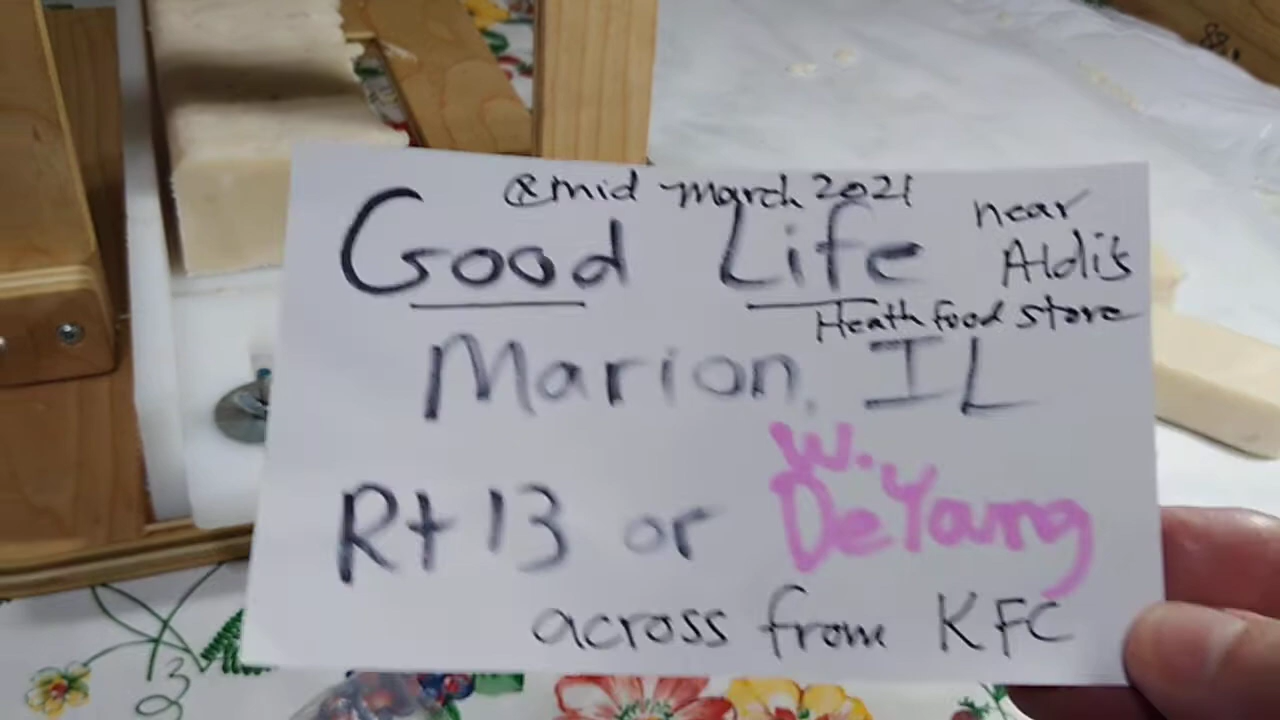 @mid march 2021
Good Life
near
Aldi's
Heath food store
Marion, IL
W.
Rt 13 or DeYoung
across from KFC